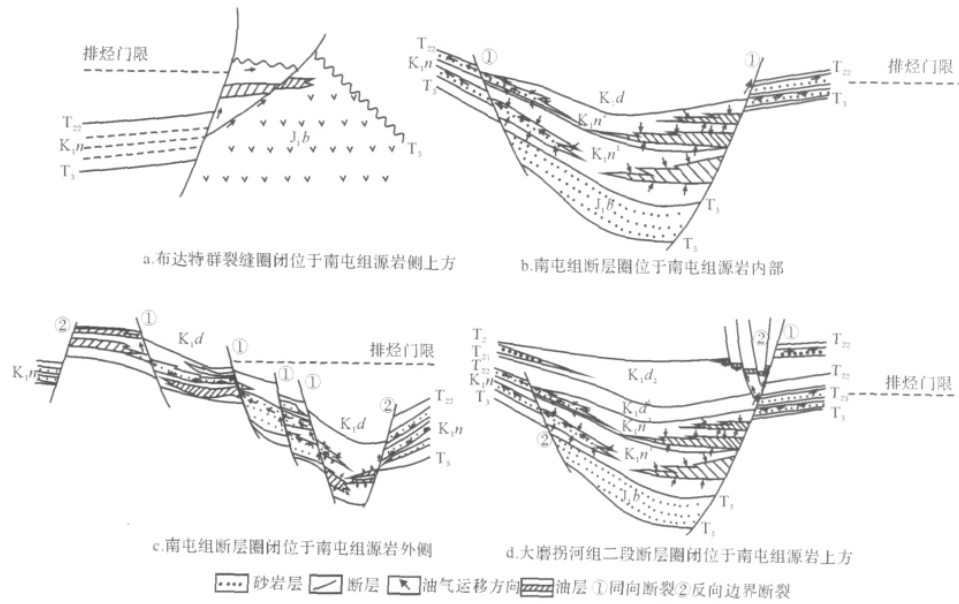 排烃门限
T₂₂
K₁n
T₃
J₁b
T₅
a.布达特群裂缝圈闭位于南屯组源岩侧上方
T₂₂
K₁n
T₃
①
①
T₂₂
排烃门限
T₃
K₁d
K₁n²
K₁n¹
J₁b
T₃
T₅
b.南屯组断层圈位于南屯组源岩内部
②
①
K₁d
①
排烃门限
K₁n
①
①
K₁d
②
T₂₂
K₁n
T₃
c.南屯组断层圈闭位于南屯组源岩外侧
②
①
T₂
T₂₁
T₂₂
K₁n
T₃
K₁d₂
T₂₂
T₂₂
排烃门限
T₂₃
T₃
K₁d¹
K₁n²
K₁n¹
②
J₁b
T₃
T₅
d.大磨拐河组二段断层圈闭位于南屯组源岩上方
砂岩层 断层 油气运移方向 油层 ①同向断裂②反向边界断裂